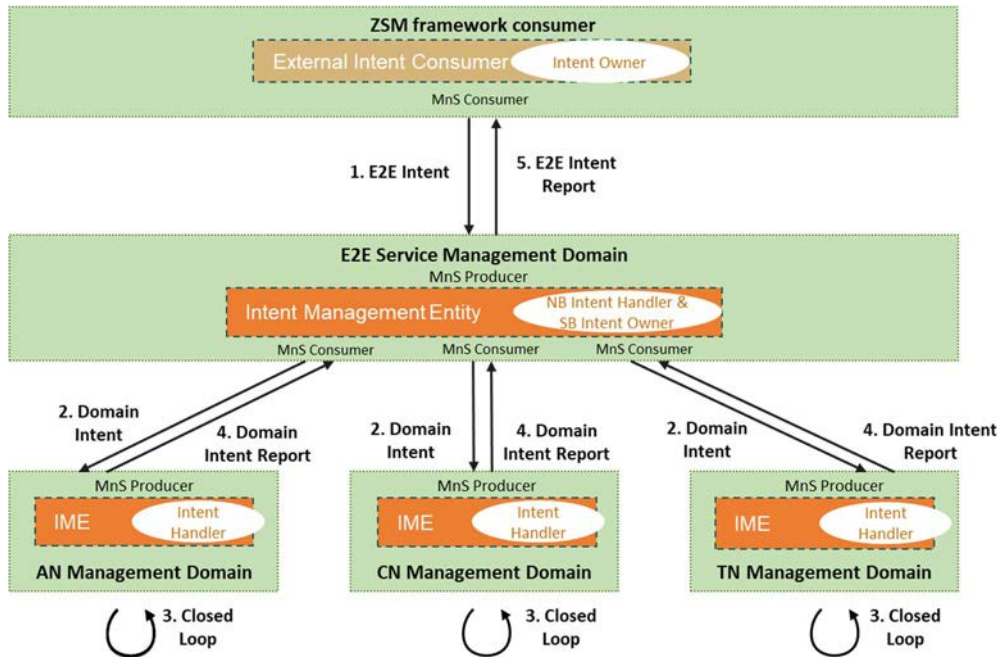 ZSM framework consumer
External Intent Consumer
Intent Owner
MnS Consumer
1. E2E Intent
5. E2E Intent
Report
E2E Service Management Domain
MnS Producer
Intent Management Entity
NB Intent Handler &
SB Intent Owner
MnS Consumer
MnS Consumer
MnS Consumer
2. Domain
Intent
4. Domain
Intent Report
2. Domain
Intent
4. Domain
Intent Report
2. Domain
Intent
4. Domain Intent
Report
MnS Producer
IME
Intent
Handler
AN Management Domain
MnS Producer
IME
Intent
Handler
CN Management Domain
MnS Producer
IME
Intent
Handler
TN Management Domain
3. Closed
Loop
3. Closed
Loop
3. Closed
Loop